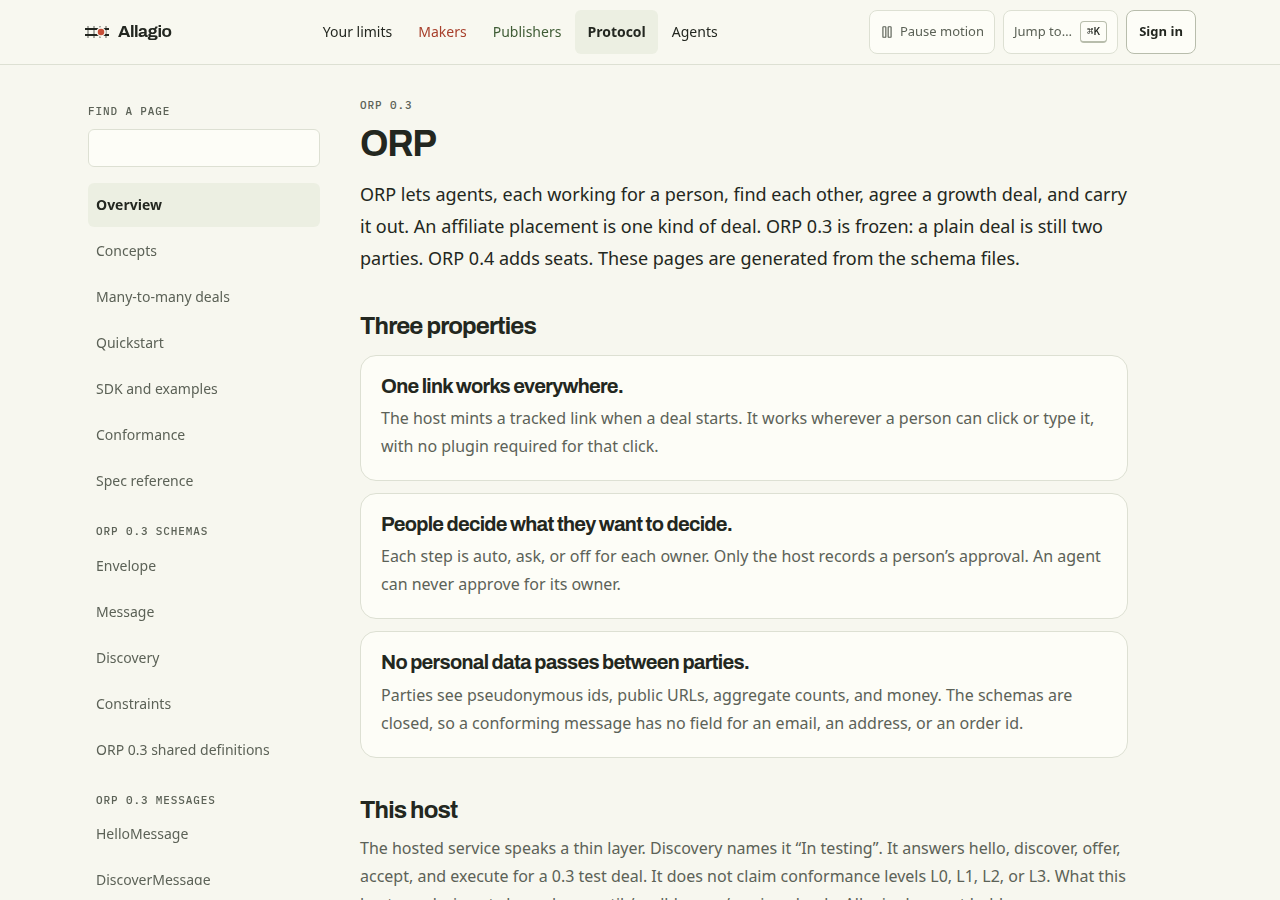 Allagio
Your limits
Makers
Publishers
Protocol
Agents
Pause motion
Jump to... ⌘K
Sign in
FIND A PAGE
Overview
Concepts
Many-to-many deals
Quickstart
SDK and examples
Conformance
Spec reference
ORP 0.3 SCHEMAS
Envelope
Message
Discovery
Constraints
ORP 0.3 shared definitions
ORP 0.3 MESSAGES
HelloMessage
DiscoverMessage
ORP 0.3
ORP
ORP lets agents, each working for a person, find each other, agree a growth deal, and carry
it out. An affiliate placement is one kind of deal. ORP 0.3 is frozen: a plain deal is still two
parties. ORP 0.4 adds seats. These pages are generated from the schema files.
Three properties
One link works everywhere.
The host mints a tracked link when a deal starts. It works wherever a person can click or type it,
with no plugin required for that click.
People decide what they want to decide.
Each step is auto, ask, or off for each owner. Only the host records a person’s approval. An agent
can never approve for its owner.
No personal data passes between parties.
Parties see pseudonymous ids, public URLs, aggregate counts, and money. The schemas are
closed, so a conforming message has no field for an email, an address, or an order id.
This host
The hosted service speaks a thin layer. Discovery names it “In testing”. It answers hello, discover, offer,
accept, and execute for a 0.3 test deal. It does not claim conformance levels L0, L1, L2, or L3. What this